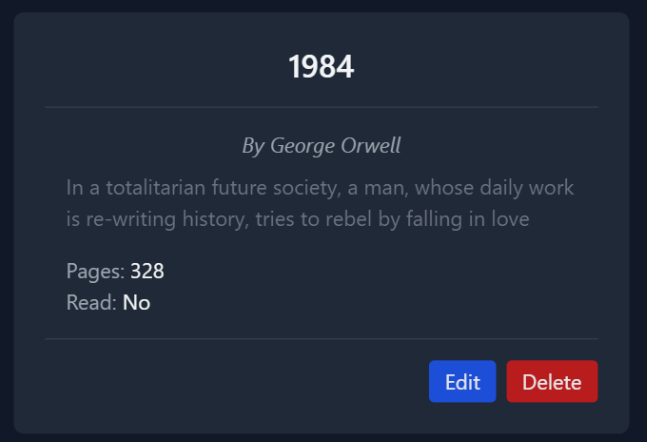 1984
By George Orwell
In a totalitarian future society, a man, whose daily work
is re-writing history, tries to rebel by falling in love
Pages: 328
Read: No
Edit Delete